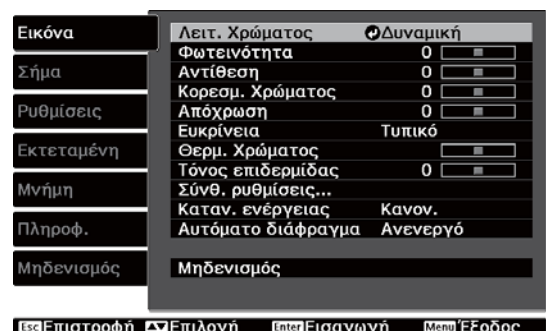 Εικόνα
Σήμα
Ρυθμίσεις
Εκτεταμένη
Μνήμη
Πληροφ.
Μηδενισμός
Λειτ. Χρώματος Δυναμική
Φωτεινότητα 0
Αντίθεση 0
Κορεσμ. Χρώματος 0
Απόχρωση 0
Ευκρίνεια Τυπικό
Θερμ. Χρώματος
Τόνος επιδερμίδας 0
Σύνθ. ρυθμίσεις...
Καταν. ενέργειας Κανον.
Αυτόματο διάφραγμα Ανενεργό
Μηδενισμός
Esc Επιστροφή Επιλογή Enter Εισαγωγή Menu Έξοδος